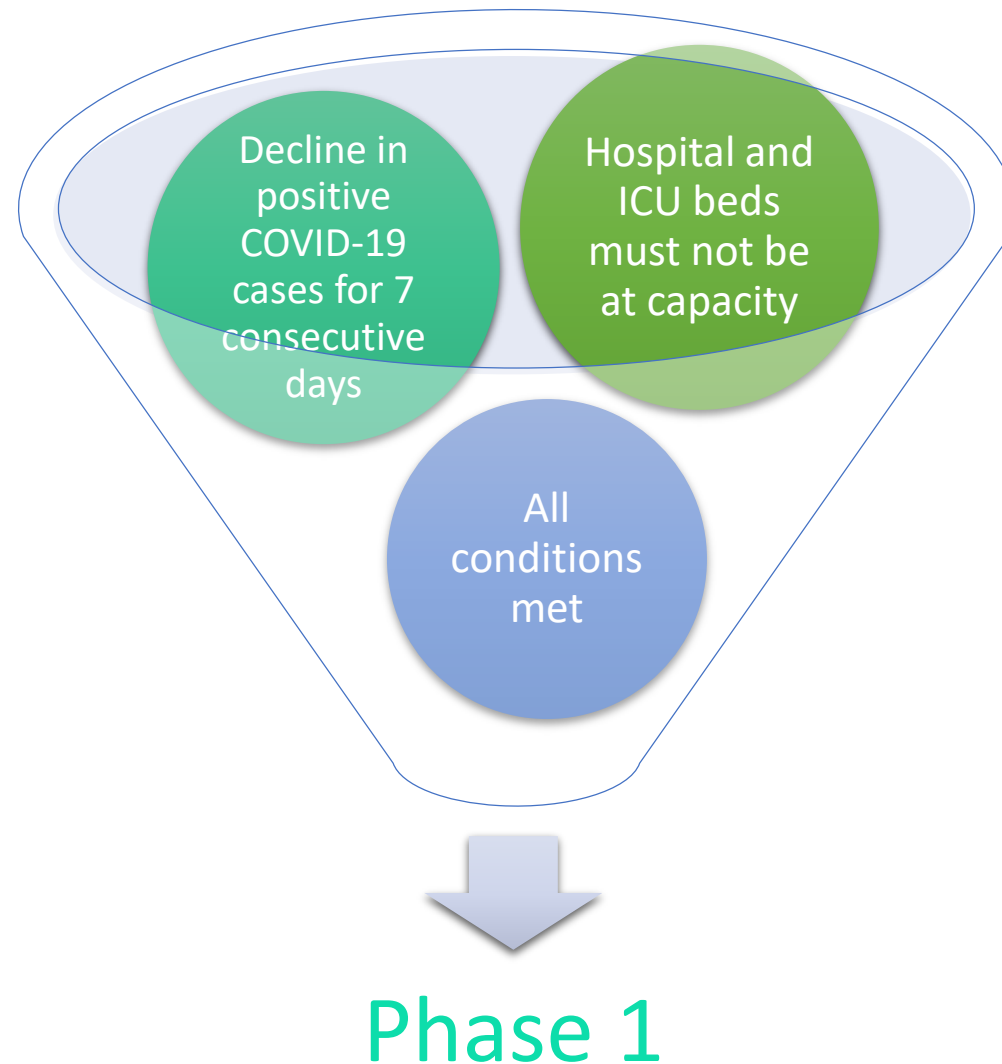 Decline in
positive
COVID-19
cases for 7
consecutive
days
Hospital and
ICU beds
must not be
at capacity
All
conditions
met
Phase 1